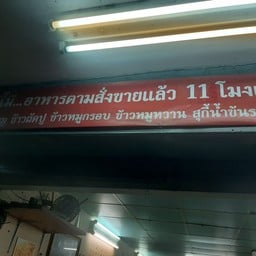 อาหารตามสั่งขายแล้ว 11 โมง
ข้าวผัดปู ข้าวหมูกรอบ ข้าวหมูหวาน สุกี้น้ำข้น